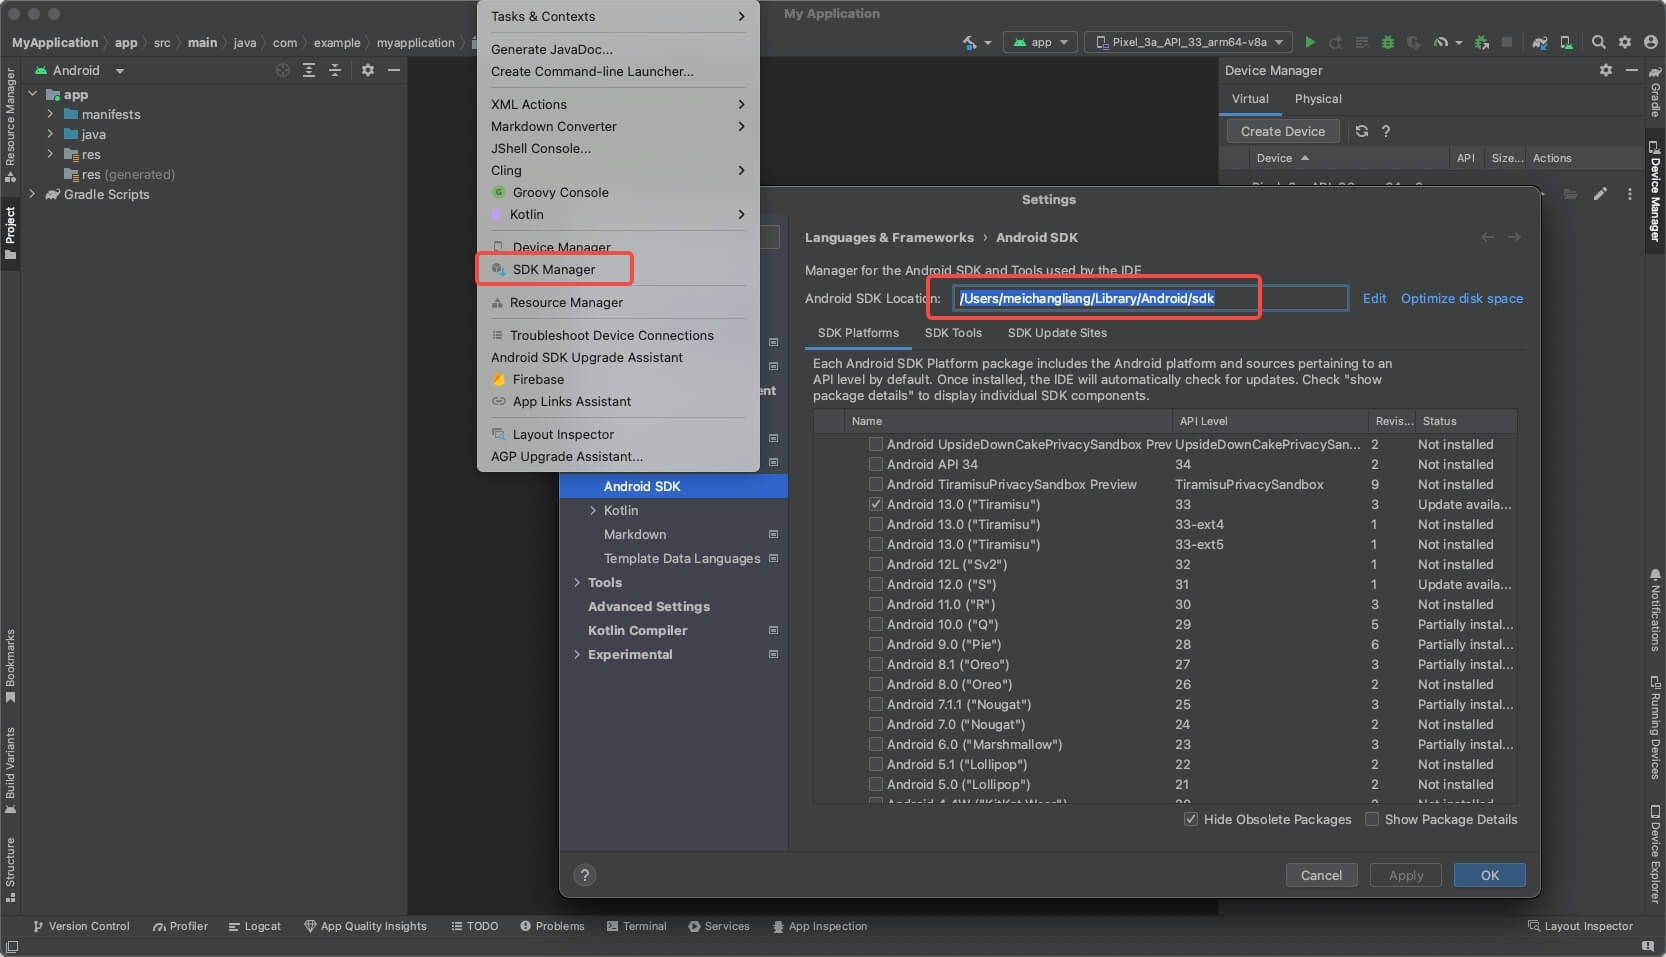 My Application
MyApplication
app
src
main
java
com
example
myapplication
app
Pixel_3a_API_33_arm64-v8a
Tasks & Contexts
Generate JavaDoc...
Create Command-line Launcher...
XML Actions
Markdown Converter
JShell Console...
Cling
Groovy Console
Kotlin
Device Manager
SDK Manager
Resource Manager
Troubleshoot Device Connections
Android SDK Upgrade Assistant
Firebase
App Links Assistant
Layout Inspector
AGP Upgrade Assistant...
Resource Manager
Project
Bookmarks
Build Variants
Structure
Android
app
manifests
java
res
res (generated)
Gradle Scripts
Device Manager
Virtual
Physical
Create Device
?
Device
API
Size...
Actions
Gradle
Device Manager
Notifications
Running Devices
Device Explorer
Settings
ent
Android SDK
Kotlin
Markdown
Template Data Languages
Tools
Advanced Settings
Kotlin Compiler
Experimental
Languages & Frameworks › Android SDK
Manager for the Android SDK and Tools used by the IDE
Android SDK Location: /Users/meichangliang/Library/Android/sdk Edit Optimize disk space
SDK Platforms SDK Tools SDK Update Sites
Each Android SDK Platform package includes the Android platform and sources pertaining to an
API level by default. Once installed, the IDE will automatically check for updates. Check "show
package details" to display individual SDK components.
Name API Level Revis... Status
Android UpsideDownCakePrivacySandbox Prev UpsideDownCakePrivacySan... 2 Not installed
Android API 34 34 2 Not installed
Android TiramisuPrivacySandbox Preview TiramisuPrivacySandbox 9 Not installed
Android 13.0 ("Tiramisu") 33 3 Update availa...
Android 13.0 ("Tiramisu") 33-ext4 1 Not installed
Android 13.0 ("Tiramisu") 33-ext5 1 Not installed
Android 12L ("Sv2") 32 1 Not installed
Android 12.0 ("S") 31 1 Update availa...
Android 11.0 ("R") 30 3 Not installed
Android 10.0 ("Q") 29 5 Partially instal...
Android 9.0 ("Pie") 28 6 Partially instal...
Android 8.1 ("Oreo") 27 3 Partially instal...
Android 8.0 ("Oreo") 26 2 Not installed
Android 7.1.1 ("Nougat") 25 3 Partially instal...
Android 7.0 ("Nougat") 24 2 Not installed
Android 6.0 ("Marshmallow") 23 3 Partially instal...
Android 5.1 ("Lollipop") 22 2 Not installed
Android 5.0 ("Lollipop") 21 2 Not installed
Hide Obsolete Packages Show Package Details
? Cancel Apply OK
Version Control Profiler Logcat App Quality Insights TODO Problems Terminal Services App Inspection Layout Inspector